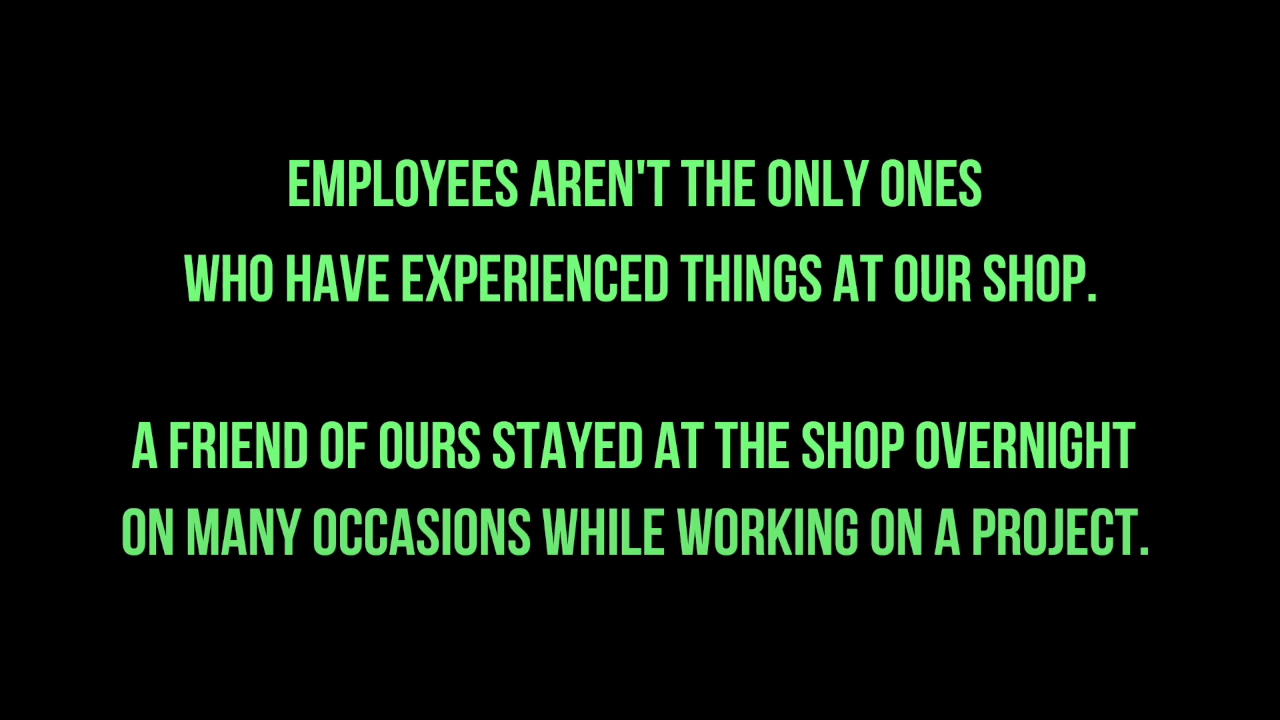 EMPLOYEES AREN'T THE ONLY ONES
WHO HAVE EXPERIENCED THINGS AT OUR SHOP.
A FRIEND OF OURS STAYED AT THE SHOP OVERNIGHT
ON MANY OCCASIONS WHILE WORKING ON A PROJECT.